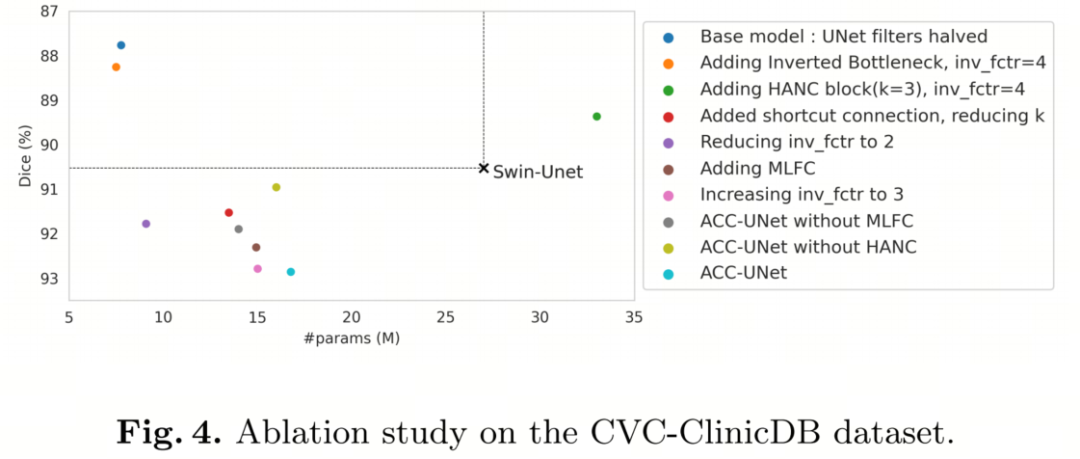 87
88
89
90
91
92
93
Dice (%)
5 10 15 20 25 30 35
#params (M)
Swin-Unet
Base model : UNet filters halved
Adding Inverted Bottleneck, inv_fctr=4
Adding HANC block(k=3), inv_fctr=4
Added shortcut connection, reducing k
Reducing inv_fctr to 2
Adding MLFC
Increasing inv_fctr to 3
ACC-UNet without MLFC
ACC-UNet without HANC
ACC-UNet
Fig. 4. Ablation study on the CVC-ClinicDB dataset.